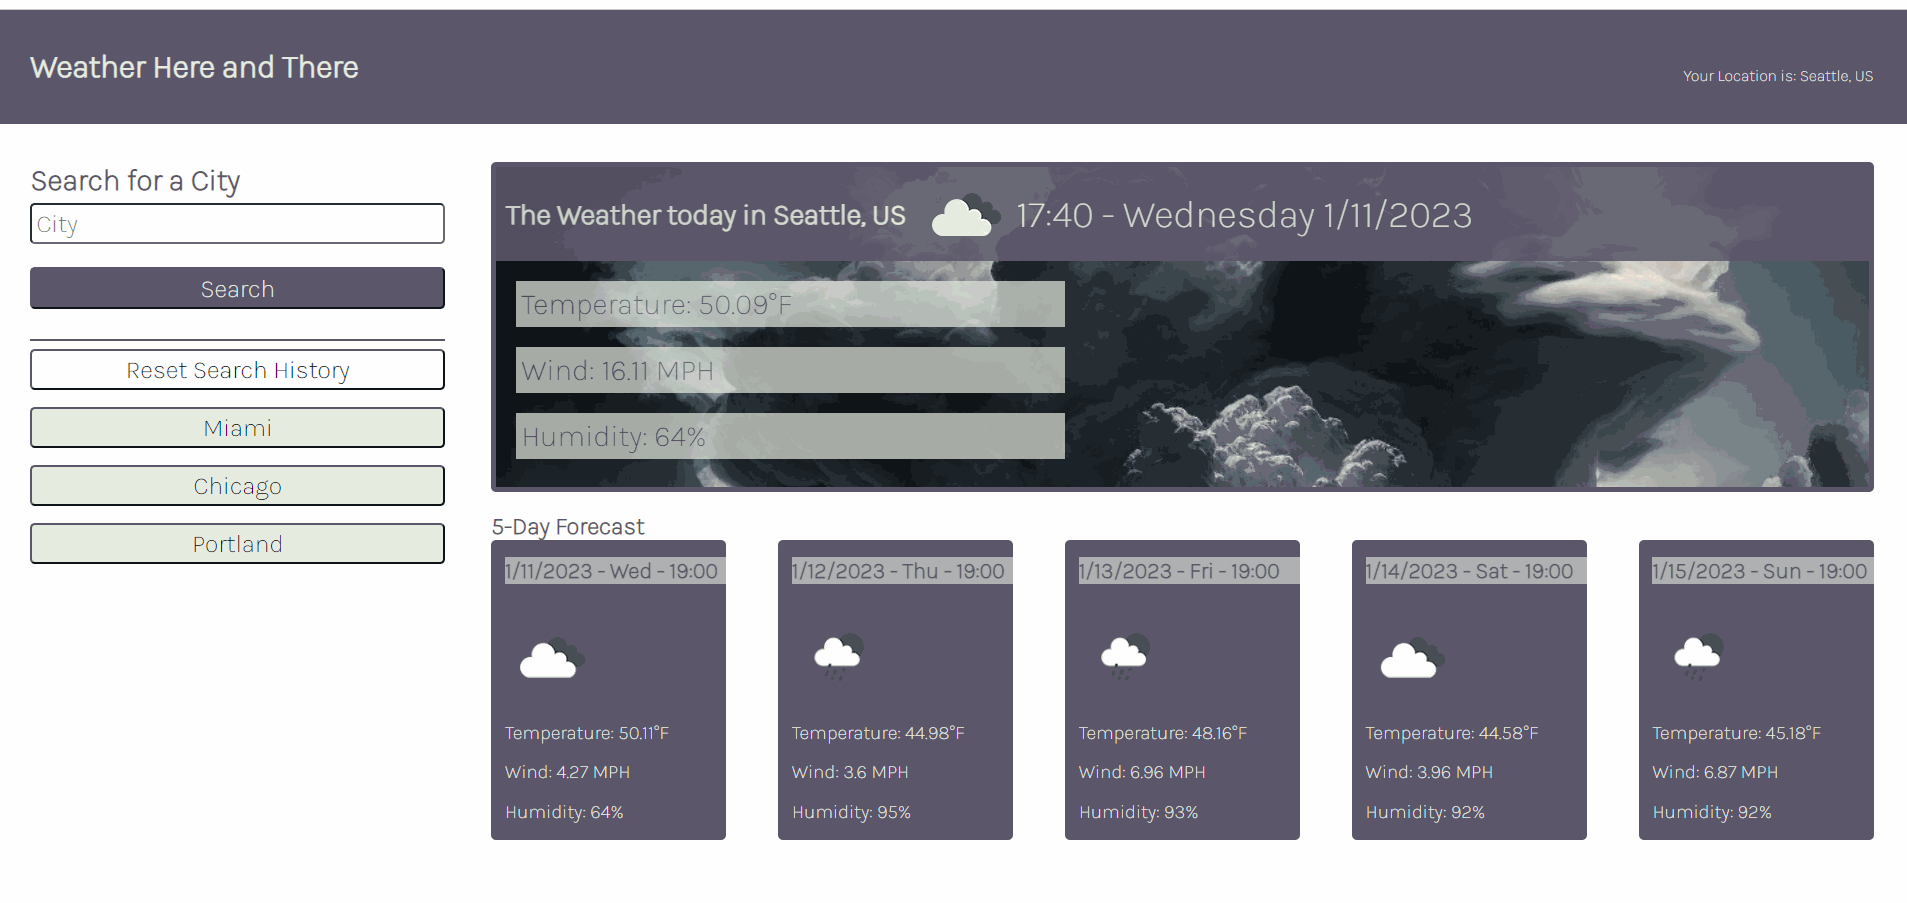 Weather Here and There
Your Location is: Seattle, US
Search for a City
City
Search
Reset Search History
Miami
Chicago
Portland
The Weather today in Seattle, US
17:40 - Wednesday 1/11/2023
Temperature: 50.09°F
Wind: 16.11 MPH
Humidity: 64%
5-Day Forecast
1/11/2023 - Wed - 19:00
Temperature: 50.11°F
Wind: 4.27 MPH
Humidity: 64%
1/12/2023 - Thu - 19:00
Temperature: 44.98°F
Wind: 3.6 MPH
Humidity: 95%
1/13/2023 - Fri - 19:00
Temperature: 48.16°F
Wind: 6.96 MPH
Humidity: 93%
1/14/2023 - Sat - 19:00
Temperature: 44.58°F
Wind: 3.96 MPH
Humidity: 92%
1/15/2023 - Sun - 19:00
Temperature: 45.18°F
Wind: 6.87 MPH
Humidity: 92%